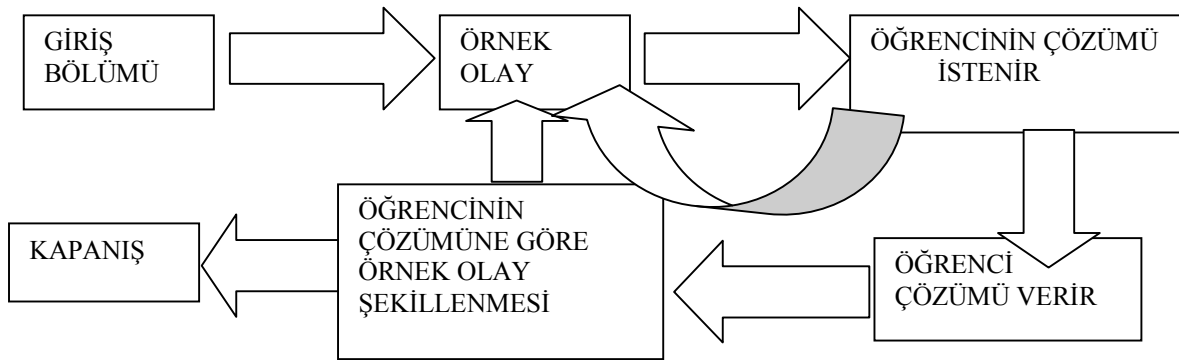 GİRİŞ
BÖLÜMÜ
ÖRNEK
OLAY
ÖĞRENCİNİN ÇÖZÜMÜ
İSTENİR
ÖĞRENCİ
ÇÖZÜMÜ VERİR
ÖĞRENCİNİN
ÇÖZÜMÜNE GÖRE
ÖRNEK OLAY
ŞEKİLLENMESİ
KAPANIŞ